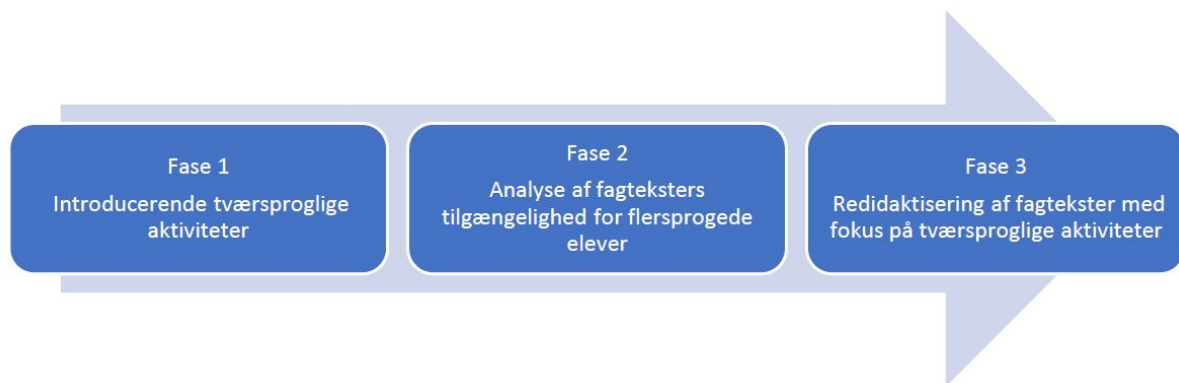 Fase 1
Introducerende tværsproglige
aktiviteter
Fase 2
Analyse af fagteksters
tilgængelighed for flersprogede
elever
Fase 3
Redidaktisering af fagtekster med
fokus på tværsproglige aktiviteter